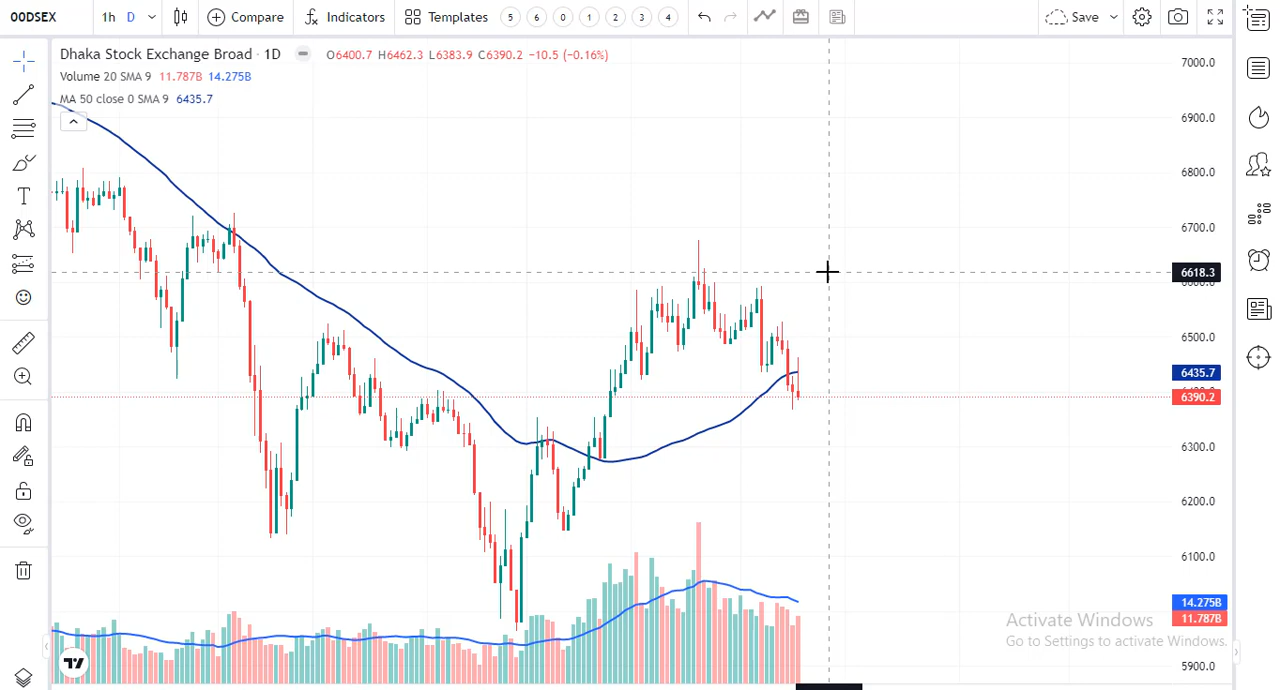 00DSEX 1h D Compare Indicators Templates 5 6 0 1 2 3 4 Save
Dhaka Stock Exchange Broad · 1D O6400.7 H6462.3 L6383.9 C6390.2 −10.5 (−0.16%)
Volume 20 SMA 9 11.787B 14.275B
MA 50 close 0 SMA 9 6435.7
7000.0
6900.0
6800.0
6700.0
6618.3
6500.0
6435.7
6390.2
6300.0
6200.0
6100.0
14.275B
11.787B
5900.0
Activate Windows
Go to Settings to activate Windows.